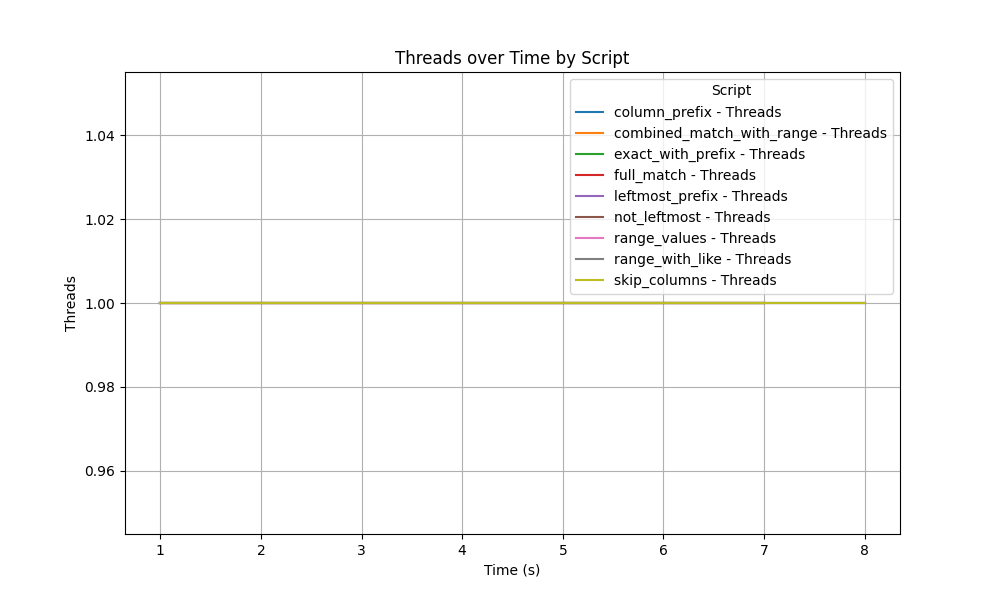 Threads over Time by Script
Script
column_prefix - Threads
combined_match_with_range - Threads
exact_with_prefix - Threads
full_match - Threads
leftmost_prefix - Threads
not_leftmost - Threads
range_values - Threads
range_with_like - Threads
skip_columns - Threads
Threads
1.04
1.02
1.00
0.98
0.96
1 2 3 4 5 6 7 8
Time (s)